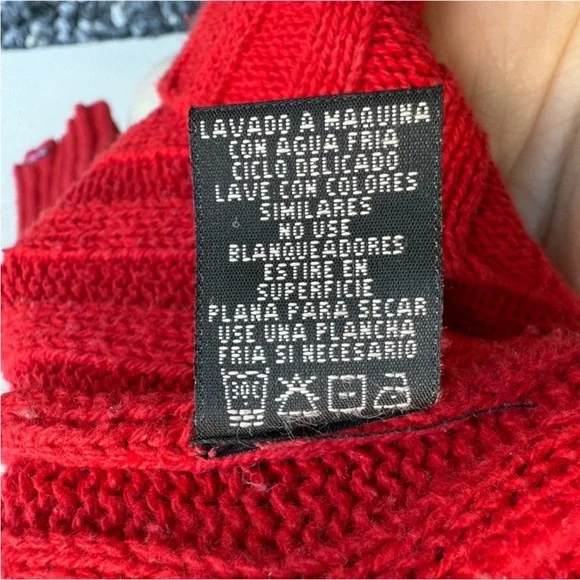 LAVADO A MAQUINA
CON AGUA FRIA
CICLO DELICADO
LAVE CON COLORES
SIMILARES
NO USE
BLANQUEADORES
ESTIRE EN
SUPERFICIE
PLANA PARA SECAR
USE UNA PLANCHA
FRIA SI NECESARIO
30C